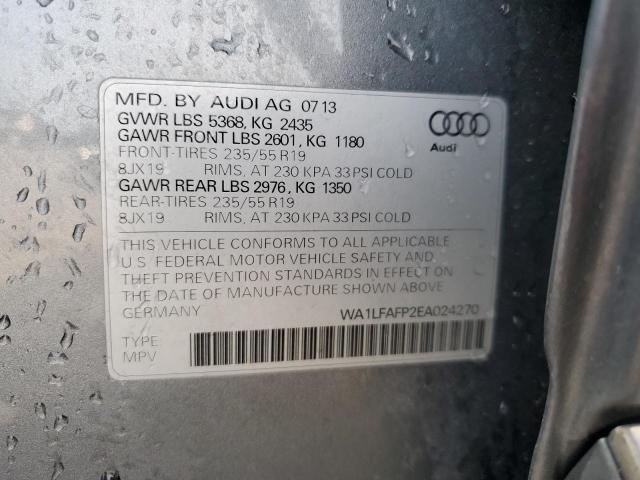 MFD. BY AUDI AG 07 13
GVWR LBS 5368, KG 2435
GAWR FRONT LBS 2601, KG 1180
FRONT-TIRES 235/55 R19
8JX19 RIMS, AT 230 KPA 33 PSI COLD
GAWR REAR LBS 2976, KG 1350
REAR-TIRES 235/55 R19
8JX19 RIMS, AT 230 KPA 33 PSI COLD
Audi
THIS VEHICLE CONFORMS TO ALL APPLICABLE
U.S. FEDERAL MOTOR VEHICLE SAFETY AND
THEFT PREVENTION STANDARDS IN EFFECT ON
THE DATE OF MANUFACTURE SHOWN ABOVE
GERMANY WA1LFAFP2EA024270
TYPE
MPV